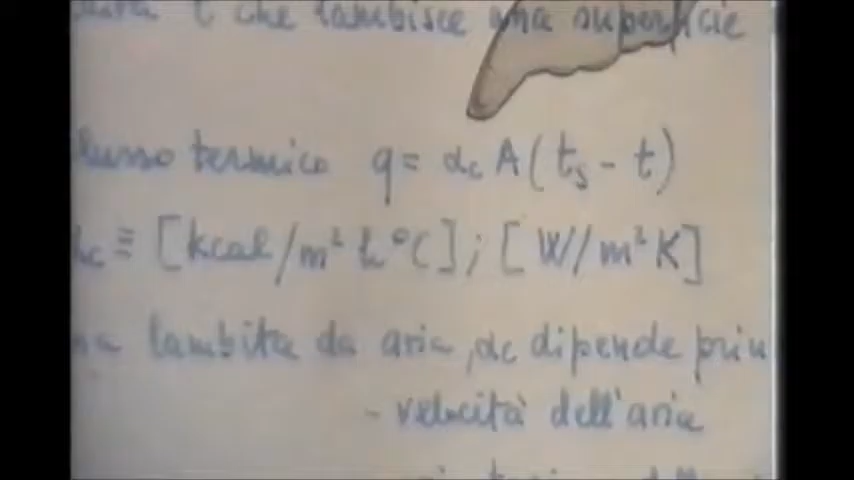 t che lambisce una superficie
flusso termico q = αc A (ts - t)
αc ≡ [kcal/m² h °C] ; [W/m² K]
lambita da aria, αc dipende prin
- velocità dell'aria